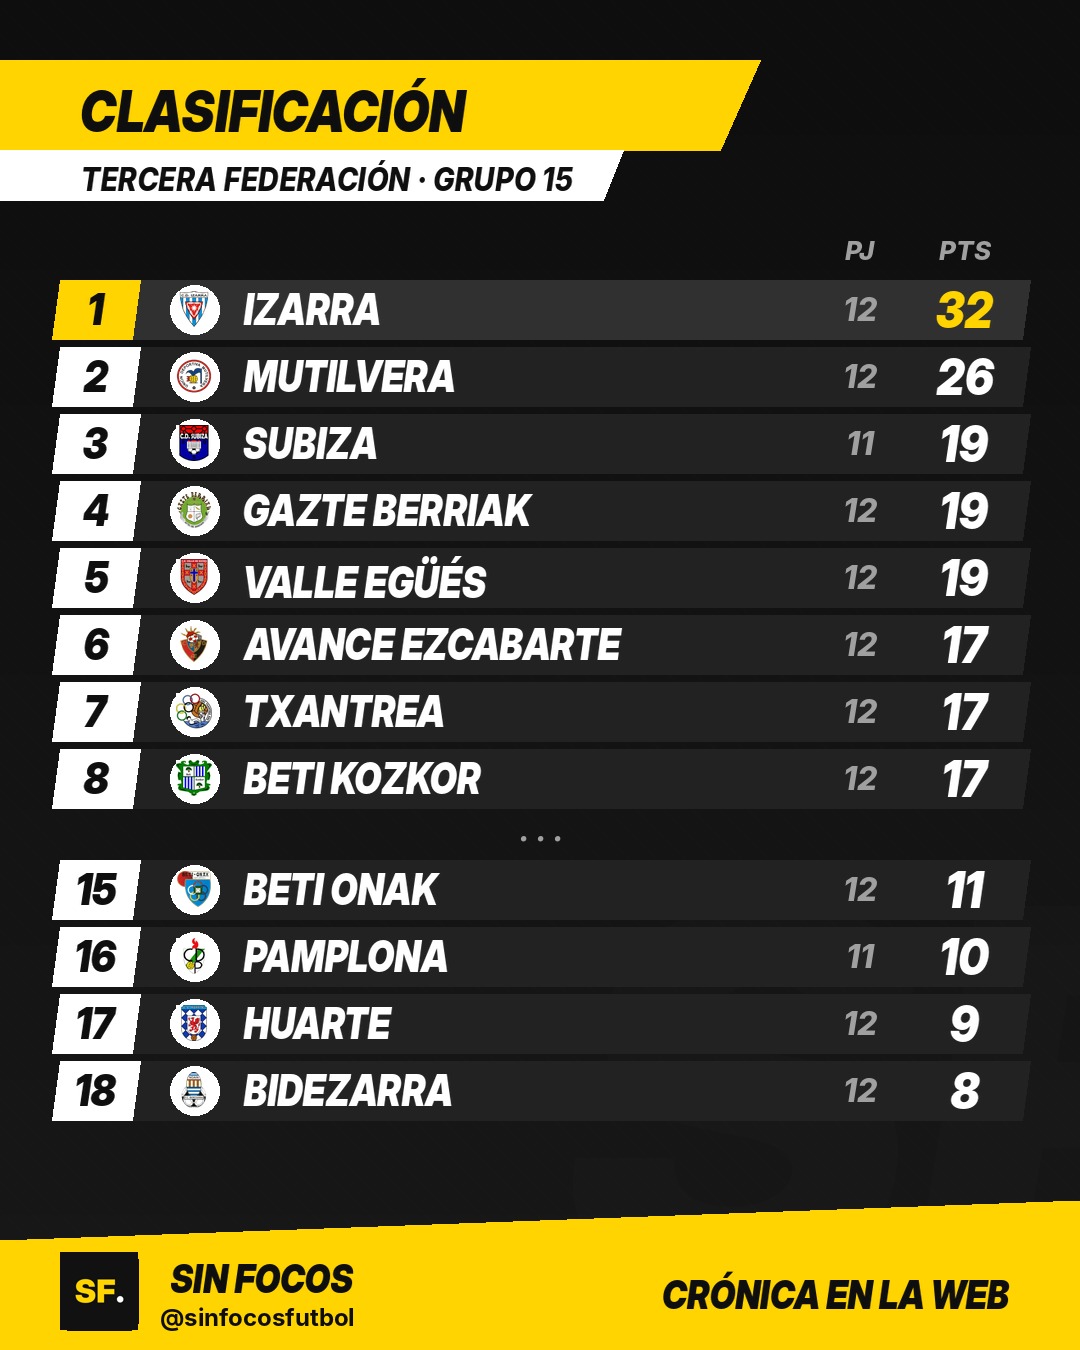 CLASIFICACIÓN
TERCERA FEDERACIÓN · GRUPO 15
PJ PTS
1 IZARRA 12 32
2 MUTILVERA 12 26
3 C.D. SUBIZA SUBIZA 11 19
4 GAZTE BERRIAK 12 19
5 VALLE EGÜÉS 12 19
6 AVANCE EZCABARTE 12 17
7 TXANTREA 12 17
8 BETI KOZKOR 12 17
...
15 BETI ONAK 12 11
16 PAMPLONA 11 10
17 HUARTE 12 9
18 BIDEZARRA 12 8
SF. SIN FOCOS
@sinfocosfutbol
CRÓNICA EN LA WEB